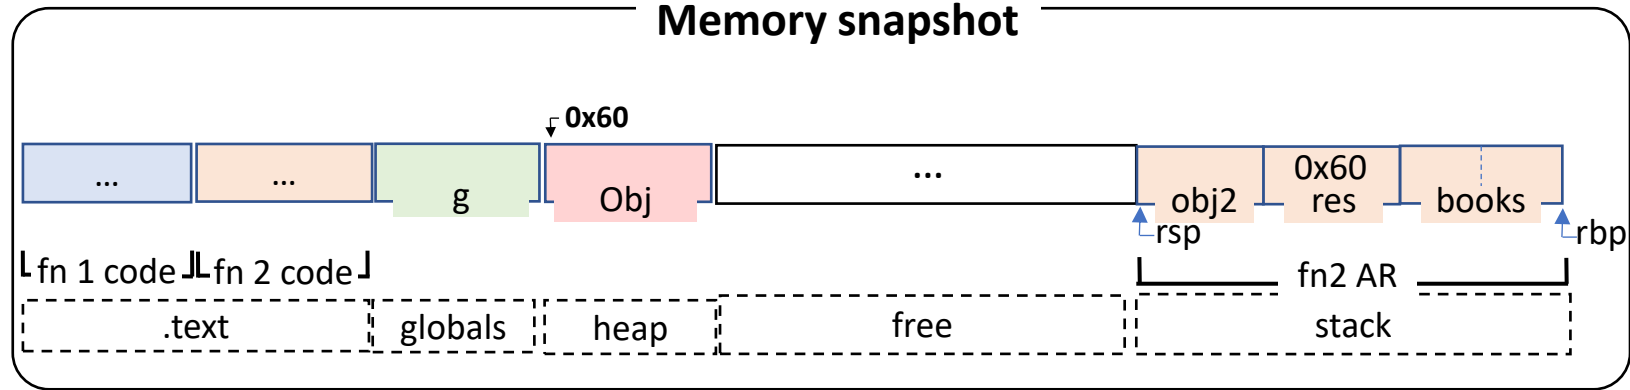 Memory snapshot
0x60
...
...
g
Obj
...
obj2
0x60
res
books
rsp
rbp
fn 1 code
fn 2 code
fn2 AR
.text
globals
heap
free
stack